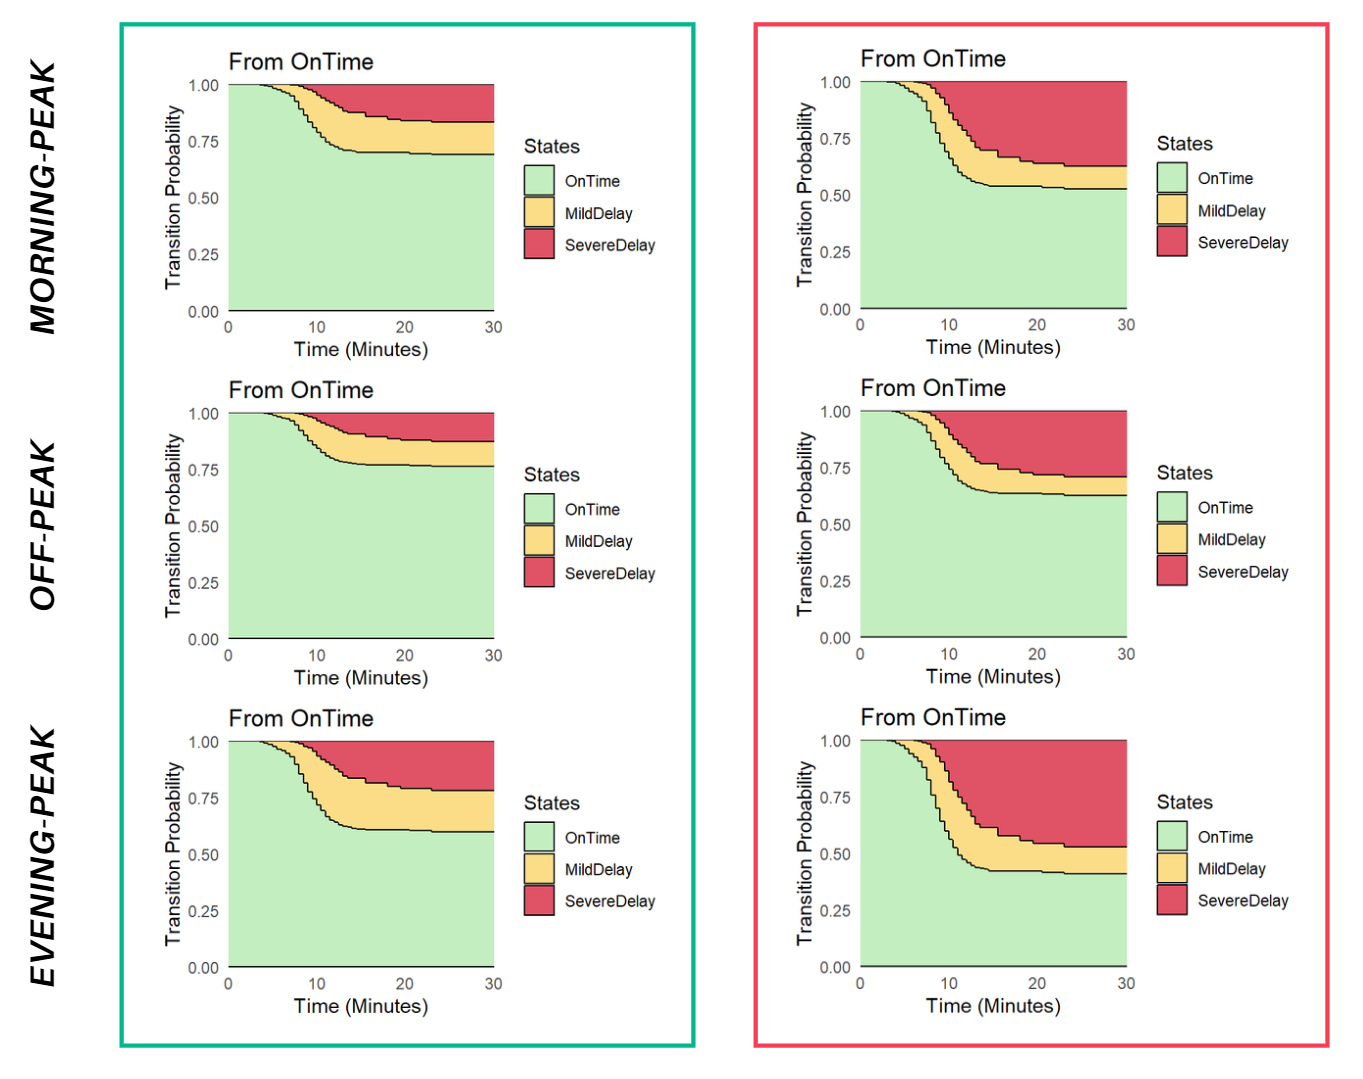 MORNING-PEAK
From OnTime
Transition Probability
1.00
0.75
0.50
0.25
0.00
0 10 20 30
Time (Minutes)
States
OnTime
MildDelay
SevereDelay
From OnTime
Transition Probability
1.00
0.75
0.50
0.25
0.00
0 10 20 30
Time (Minutes)
States
OnTime
MildDelay
SevereDelay
OFF-PEAK
From OnTime
Transition Probability
1.00
0.75
0.50
0.25
0.00
0 10 20 30
Time (Minutes)
States
OnTime
MildDelay
SevereDelay
From OnTime
Transition Probability
1.00
0.75
0.50
0.25
0.00
0 10 20 30
Time (Minutes)
States
OnTime
MildDelay
SevereDelay
EVENING-PEAK
From OnTime
Transition Probability
1.00
0.75
0.50
0.25
0.00
0 10 20 30
Time (Minutes)
States
OnTime
MildDelay
SevereDelay
From OnTime
Transition Probability
1.00
0.75
0.50
0.25
0.00
0 10 20 30
Time (Minutes)
States
OnTime
MildDelay
SevereDelay